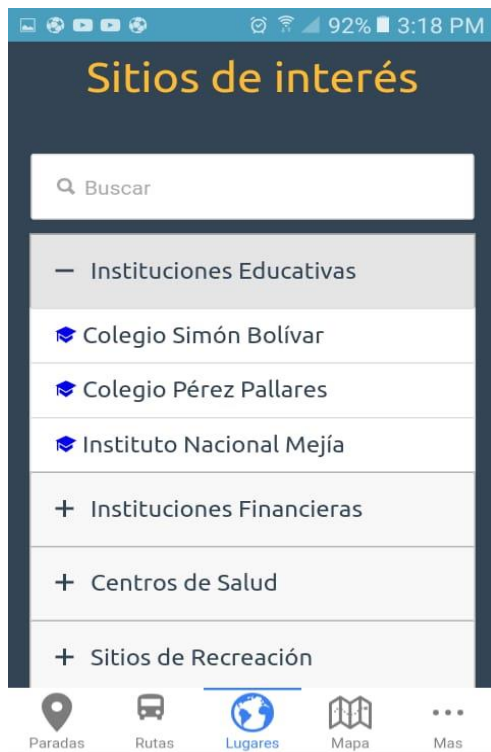 92% 3:18 PM
Sitios de interés
Buscar
− Instituciones Educativas
Colegio Simón Bolívar
Colegio Pérez Pallares
Instituto Nacional Mejía
+ Instituciones Financieras
+ Centros de Salud
+ Sitios de Recreación
Paradas Rutas Lugares Mapa Mas